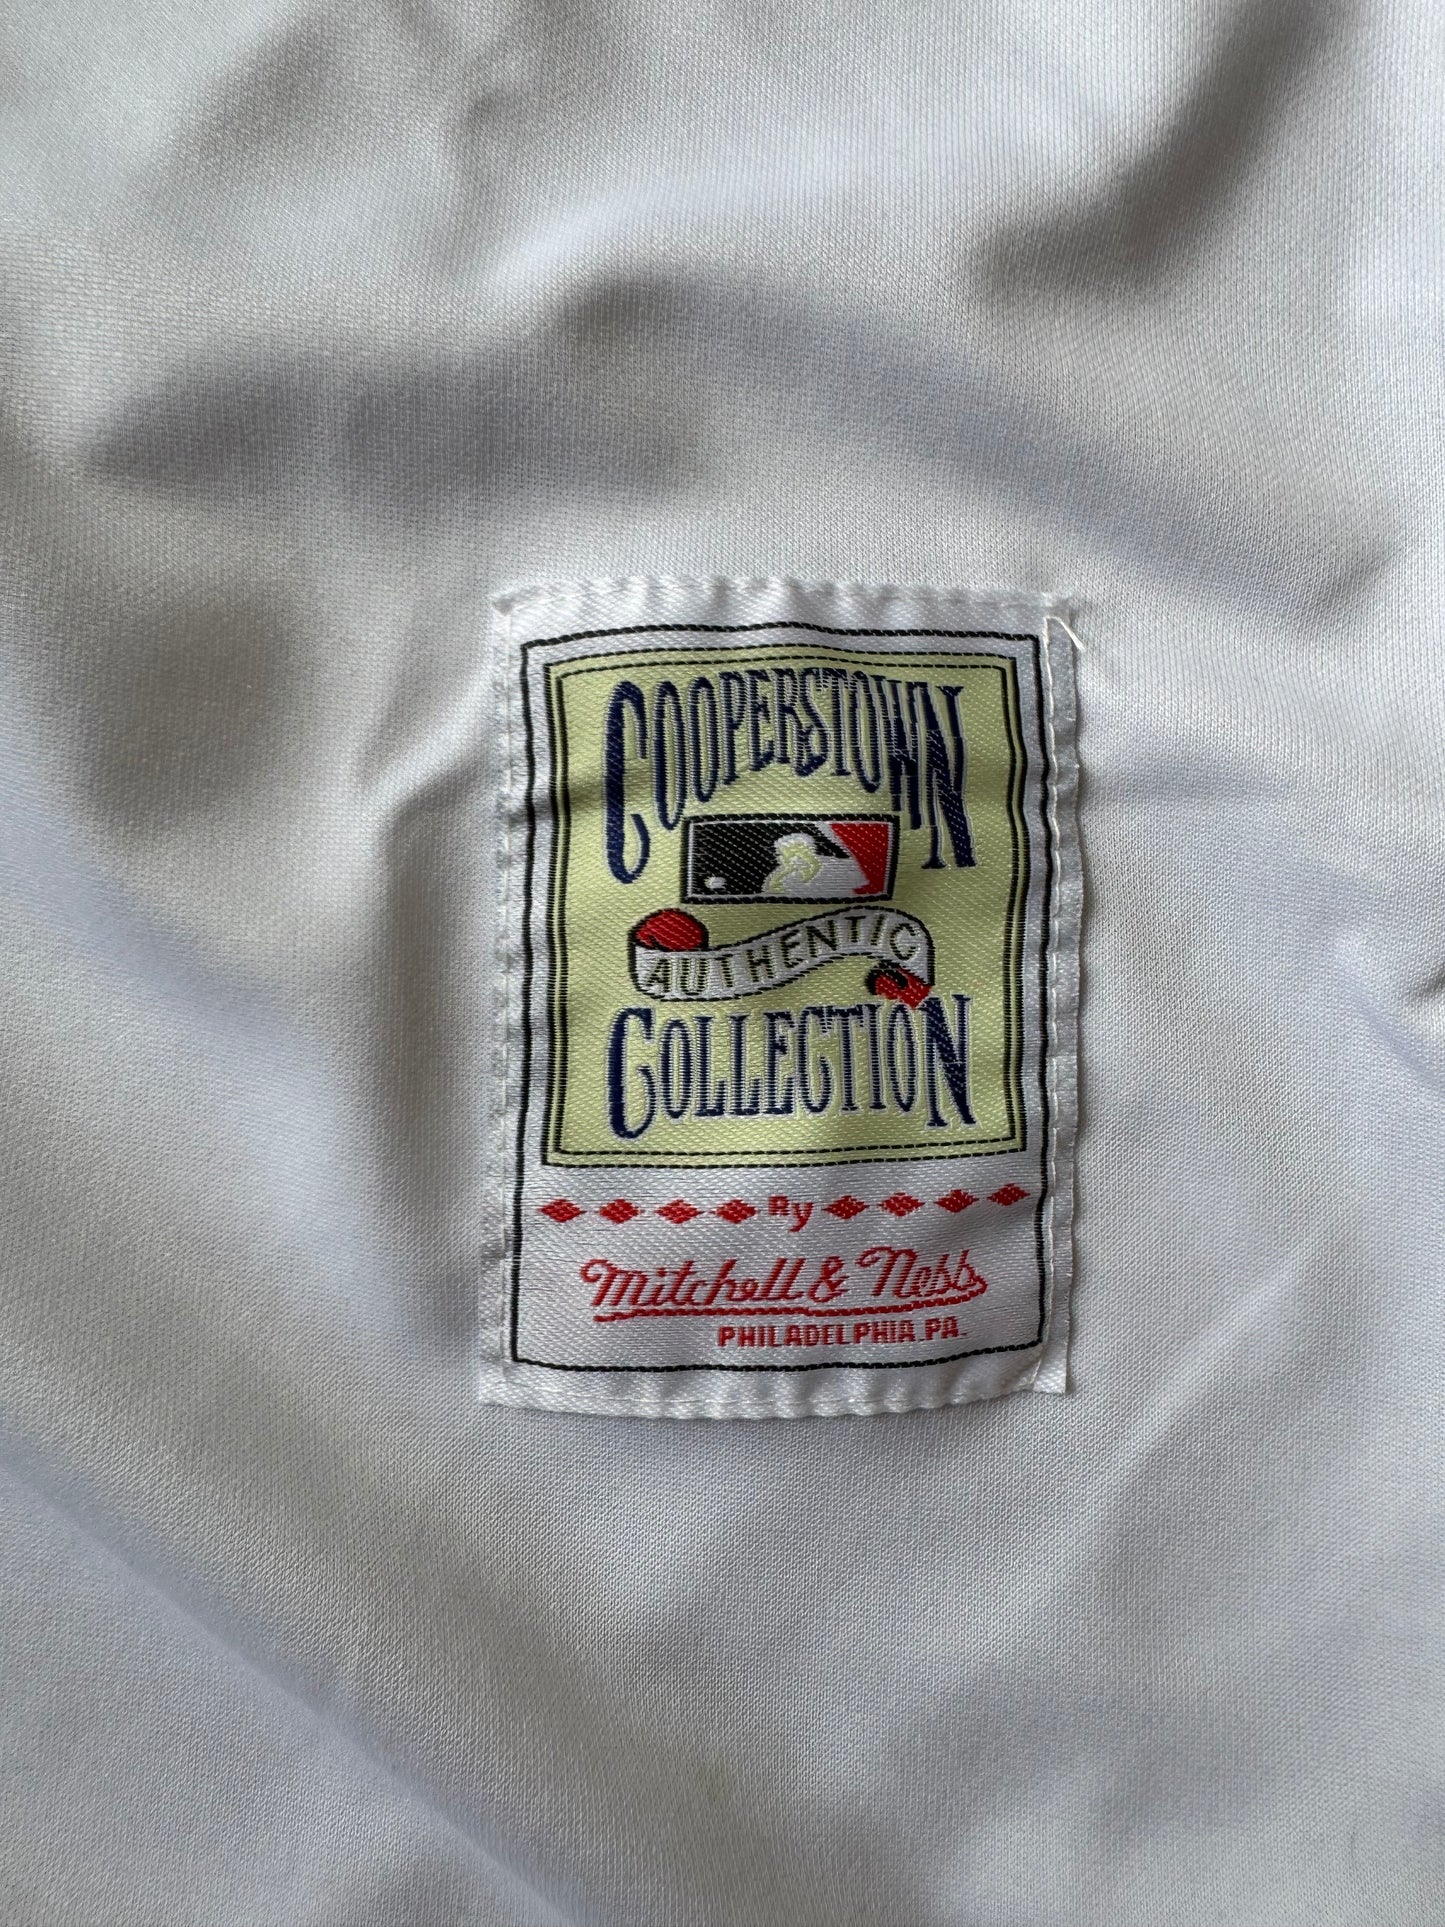 COOPERSTOWN
AUTHENTIC
COLLECTION
By
Mitchell & Ness
PHILADELPHIA.PA.